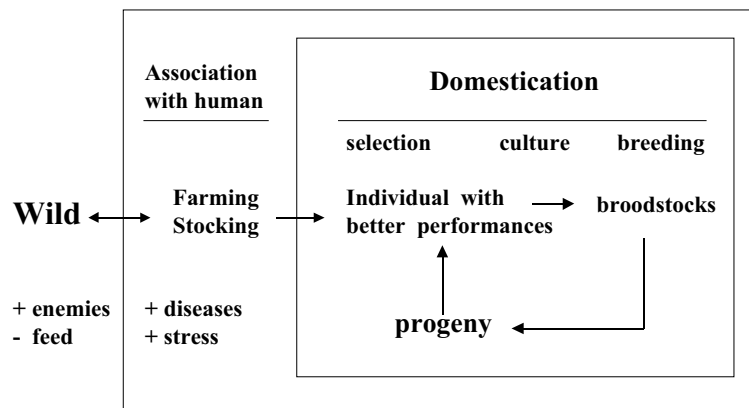 Association
with human
Domestication
selection culture breeding
Wild
Farming
Stocking
Individual with
better performances
broodstocks
+ enemies
- feed
+ diseases
+ stress
progeny